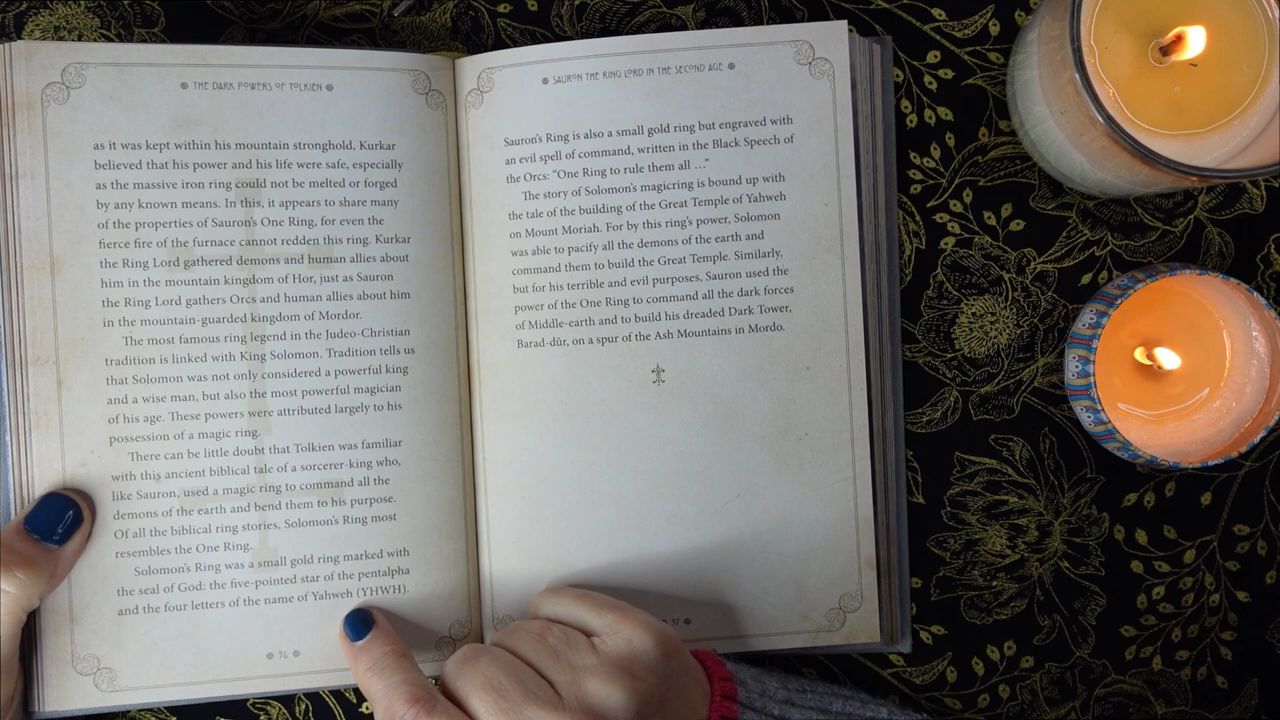 THE DARK POWERS OF TOLKIEN
as it was kept within his mountain stronghold, Kurkar
believed that his power and his life were safe, especially
as the massive iron ring could not be melted or forged
by any known means. In this, it appears to share many
of the properties of Sauron's One Ring, for even the
fierce fire of the furnace cannot redden this ring. Kurkar
the Ring Lord gathered demons and human allies about
him in the mountain kingdom of Hor, just as Sauron
the Ring Lord gathers Orcs and human allies about him
in the mountain-guarded kingdom of Mordor.
The most famous ring legend in the Judeo-Christian
tradition is linked with King Solomon. Tradition tells us
that Solomon was not only considered a powerful king
and a wise man, but also the most powerful magician
of his age. These powers were attributed largely to his
possession of a magic ring.
There can be little doubt that Tolkien was familiar
with this ancient biblical tale of a sorcerer-king who,
like Sauron, used a magic ring to command all the
demons of the earth and bend them to his purpose.
Of all the biblical ring stories, Solomon's Ring most
resembles the One Ring.
Solomon's Ring was a small gold ring marked with
the seal of God: the five-pointed star of the pentalpha
and the four letters of the name of Yahweh (YHWH).
96
SAURON THE RING LORD IN THE SECOND AGE
Sauron's Ring is also a small gold ring but engraved with
an evil spell of command, written in the Black Speech of
the Orcs: “One Ring to rule them all …”
The story of Solomon's magicring is bound up with
the tale of the building of the Great Temple of Yahweh
on Mount Moriah. For by this ring's power, Solomon
was able to pacify all the demons of the earth and
command them to build the Great Temple. Similarly,
but for his terrible and evil purposes, Sauron used the
power of the One Ring to command all the dark forces
of Middle-earth and to build his dreaded Dark Tower,
Barad-dûr, on a spur of the Ash Mountains in Mordo.
97